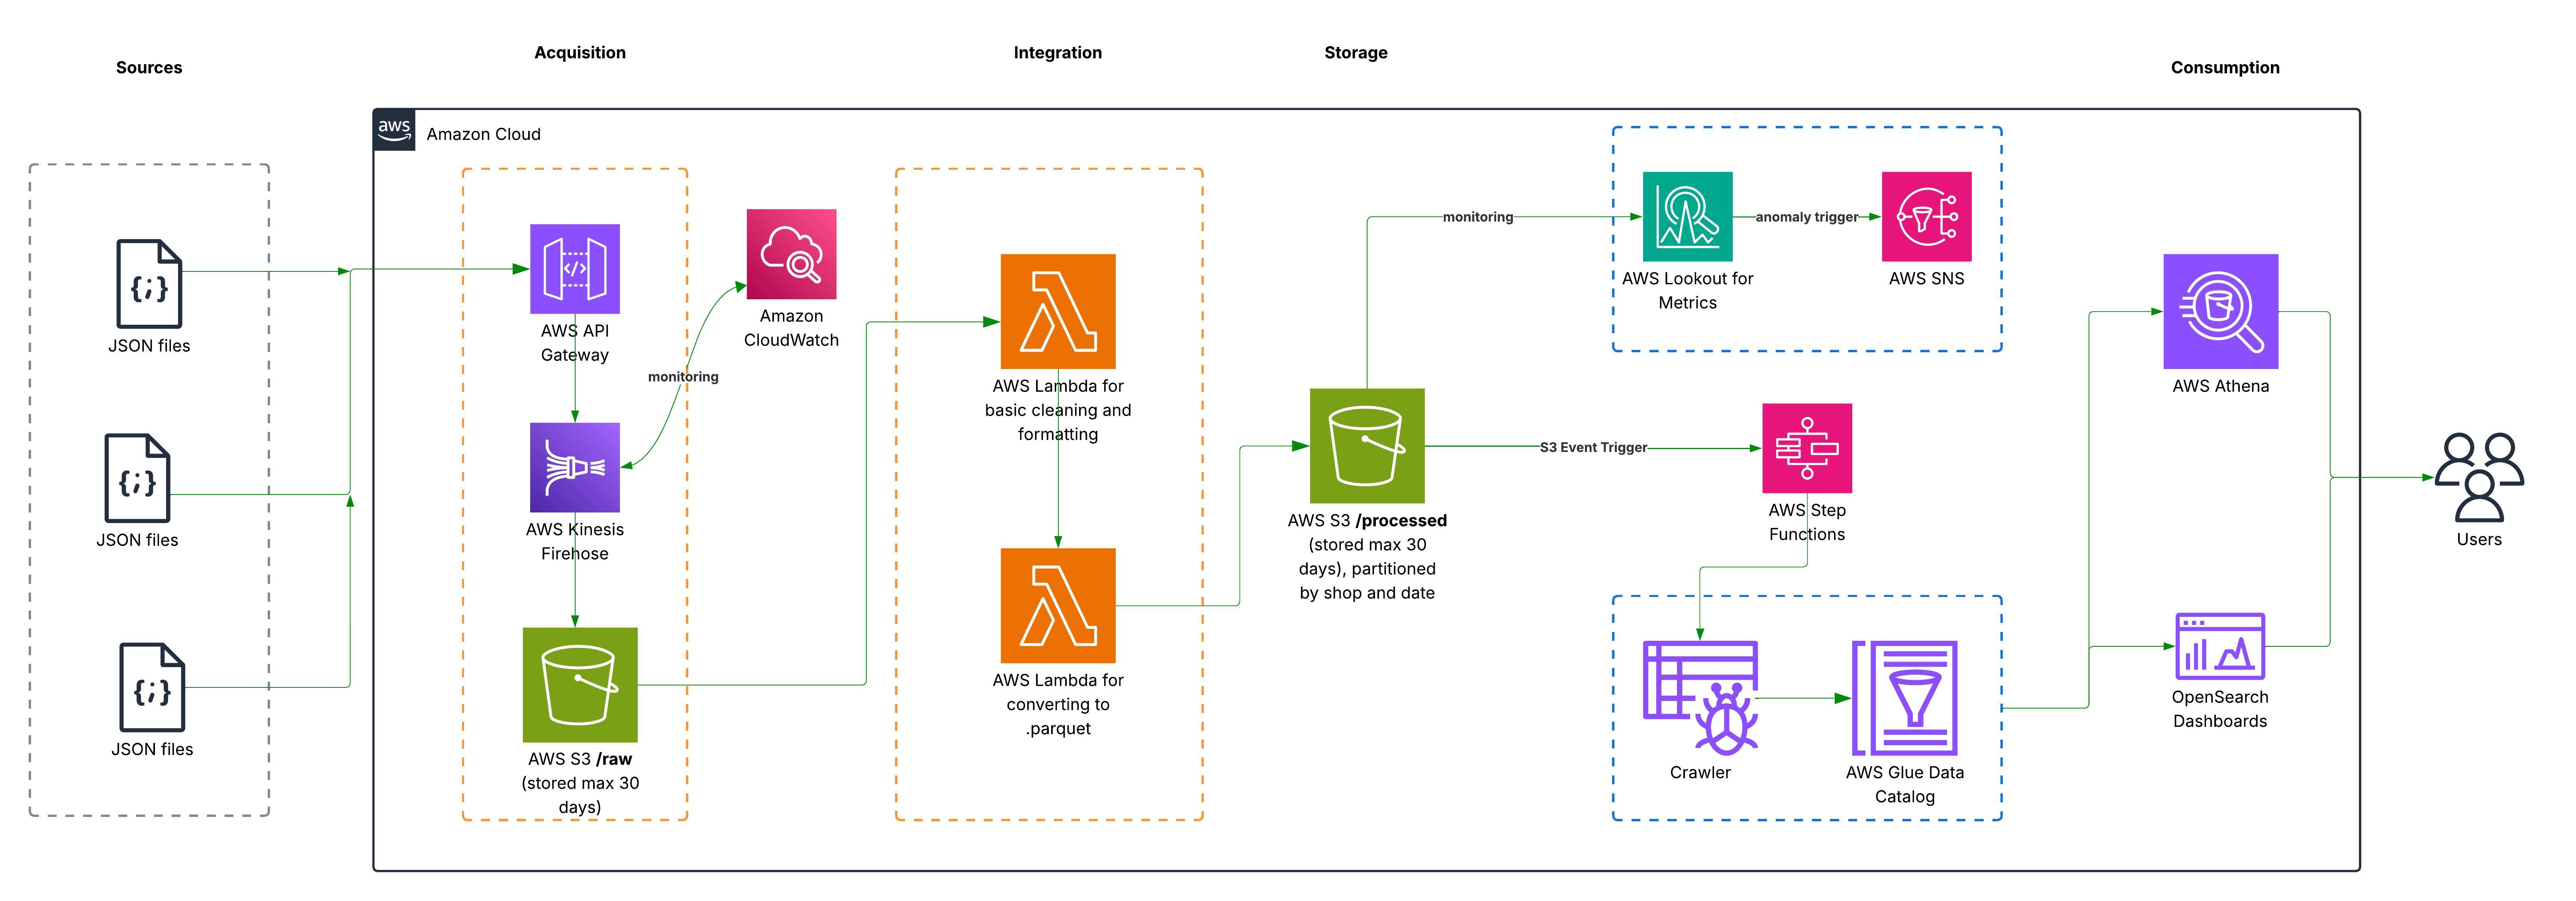 Sources
Acquisition
Integration
Storage
Consumption
aws
Amazon Cloud
JSON files
JSON files
JSON files
AWS API
Gateway
Amazon
CloudWatch
monitoring
AWS Kinesis
Firehose
AWS S3 /raw
(stored max 30
days)
AWS Lambda for
basic cleaning and
formatting
AWS Lambda for
converting to
.parquet
AWS S3 /processed
(stored max 30
days), partitioned
by shop and date
monitoring
AWS Lookout for
Metrics
anomaly trigger
AWS SNS
S3 Event Trigger
AWS Step
Functions
Crawler
AWS Glue Data
Catalog
AWS Athena
OpenSearch
Dashboards
Users